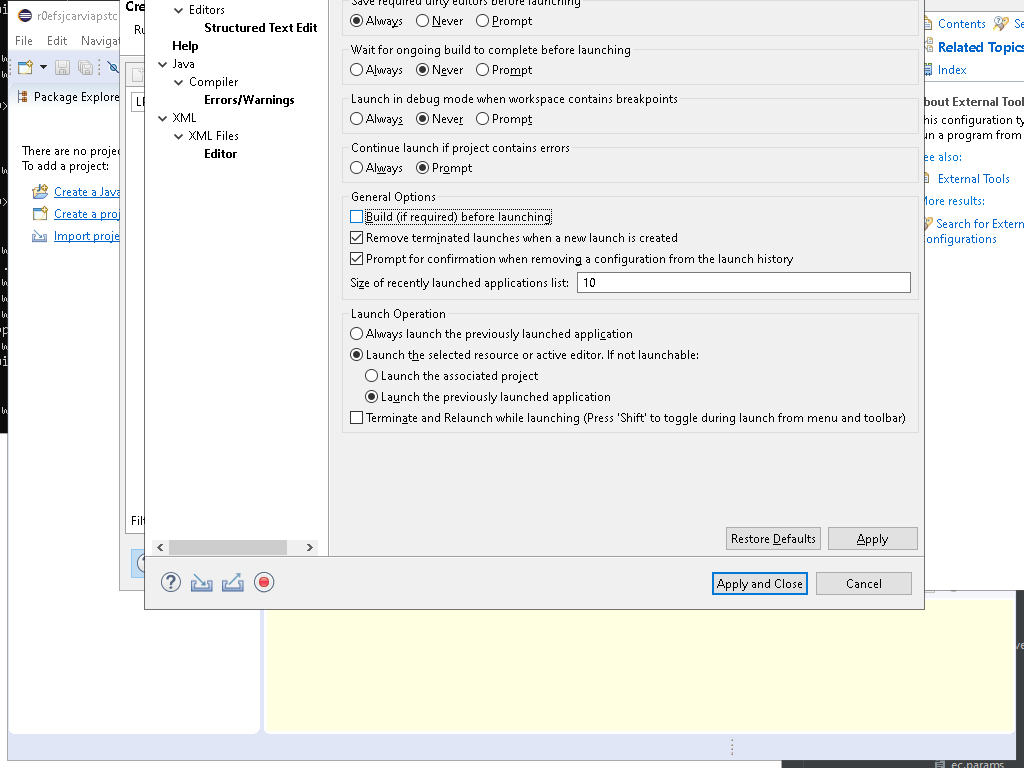 r0efsjcarviapstc
File Edit Navigat
Package Explore
There are no projec
To add a project:
Create a Java
Create a proj
Import proje
Cre
Ru
Filt
Editors
Structured Text Edit
Help
Java
Compiler
Errors/Warnings
XML
XML Files
Editor
Save required dirty editors before launching
Always Never Prompt
Wait for ongoing build to complete before launching
Always Never Prompt
Launch in debug mode when workspace contains breakpoints
Always Never Prompt
Continue launch if project contains errors
Always Prompt
General Options
Build (if required) before launching
Remove terminated launches when a new launch is created
Prompt for confirmation when removing a configuration from the launch history
Size of recently launched applications list: 10
Launch Operation
Always launch the previously launched application
Launch the selected resource or active editor. If not launchable:
Launch the associated project
Launch the previously launched application
Terminate and Relaunch while launching (Press 'Shift' to toggle during launch from menu and toolbar)
Restore Defaults Apply
Apply and Close Cancel
Contents Se
Related Topics
Index
bout External Tool
his configuration ty
un a program from
ee also:
External Tools
More results:
Search for Extern
onfigurations
ec.params